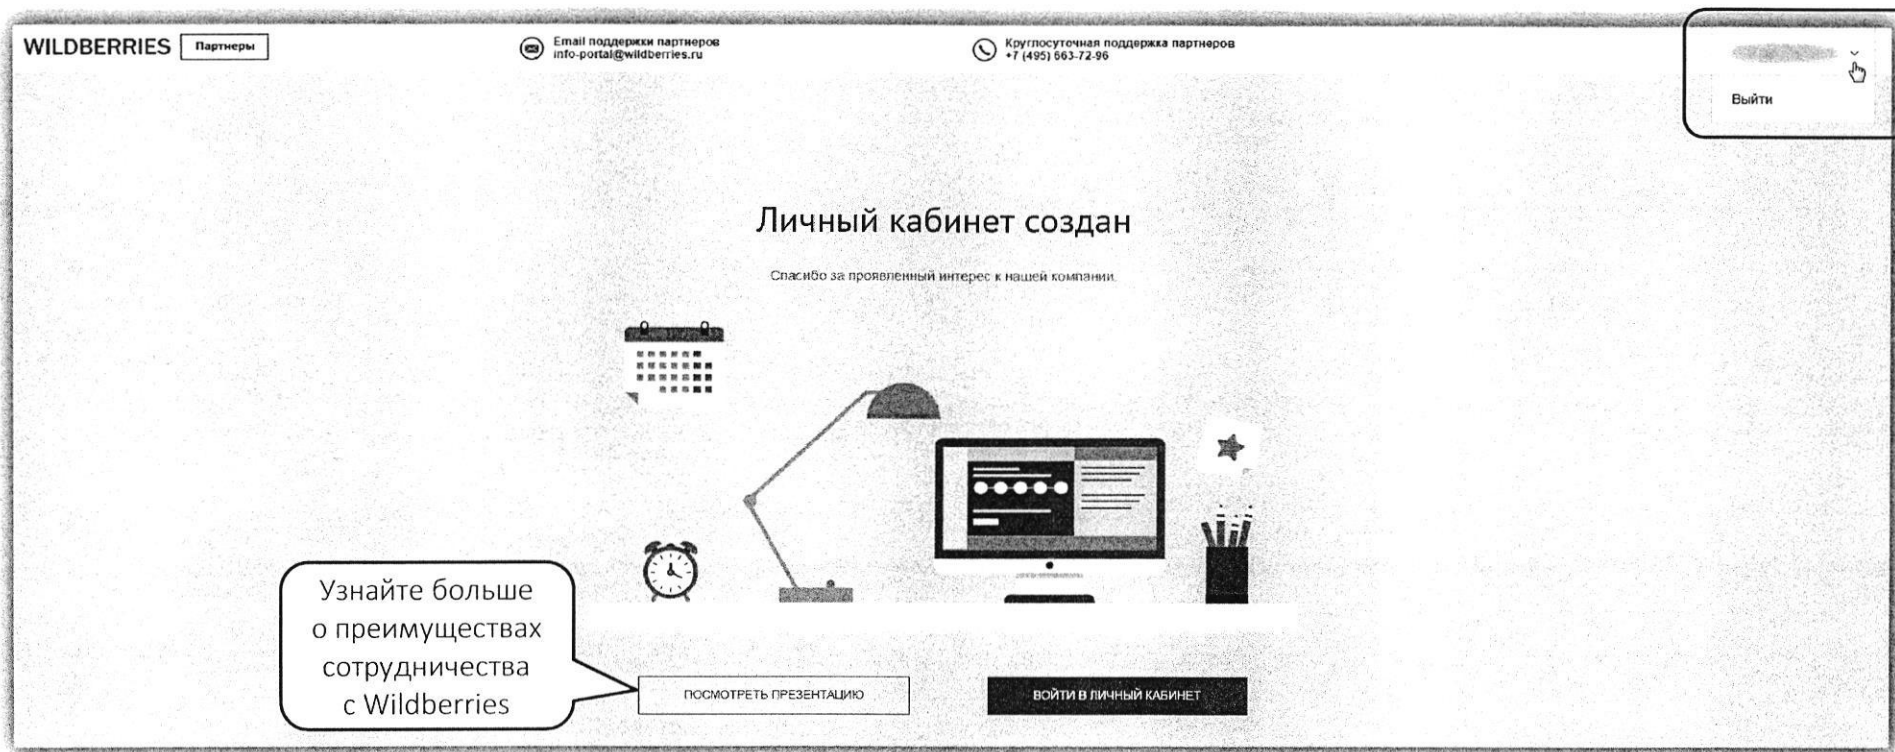 WILDBERRIES Партнеры
Email поддержки партнеров
info-portal@wildberries.ru
Круглосуточная поддержка партнеров
+7 (495) 663-72-96
Выйти
Личный кабинет создан
Спасибо за проявленный интерес к нашей компании.
Узнайте больше
о преимуществах
сотрудничества
с Wildberries
ПОСМОТРЕТЬ ПРЕЗЕНТАЦИЮ
ВОЙТИ В ЛИЧНЫЙ КАБИНЕТ